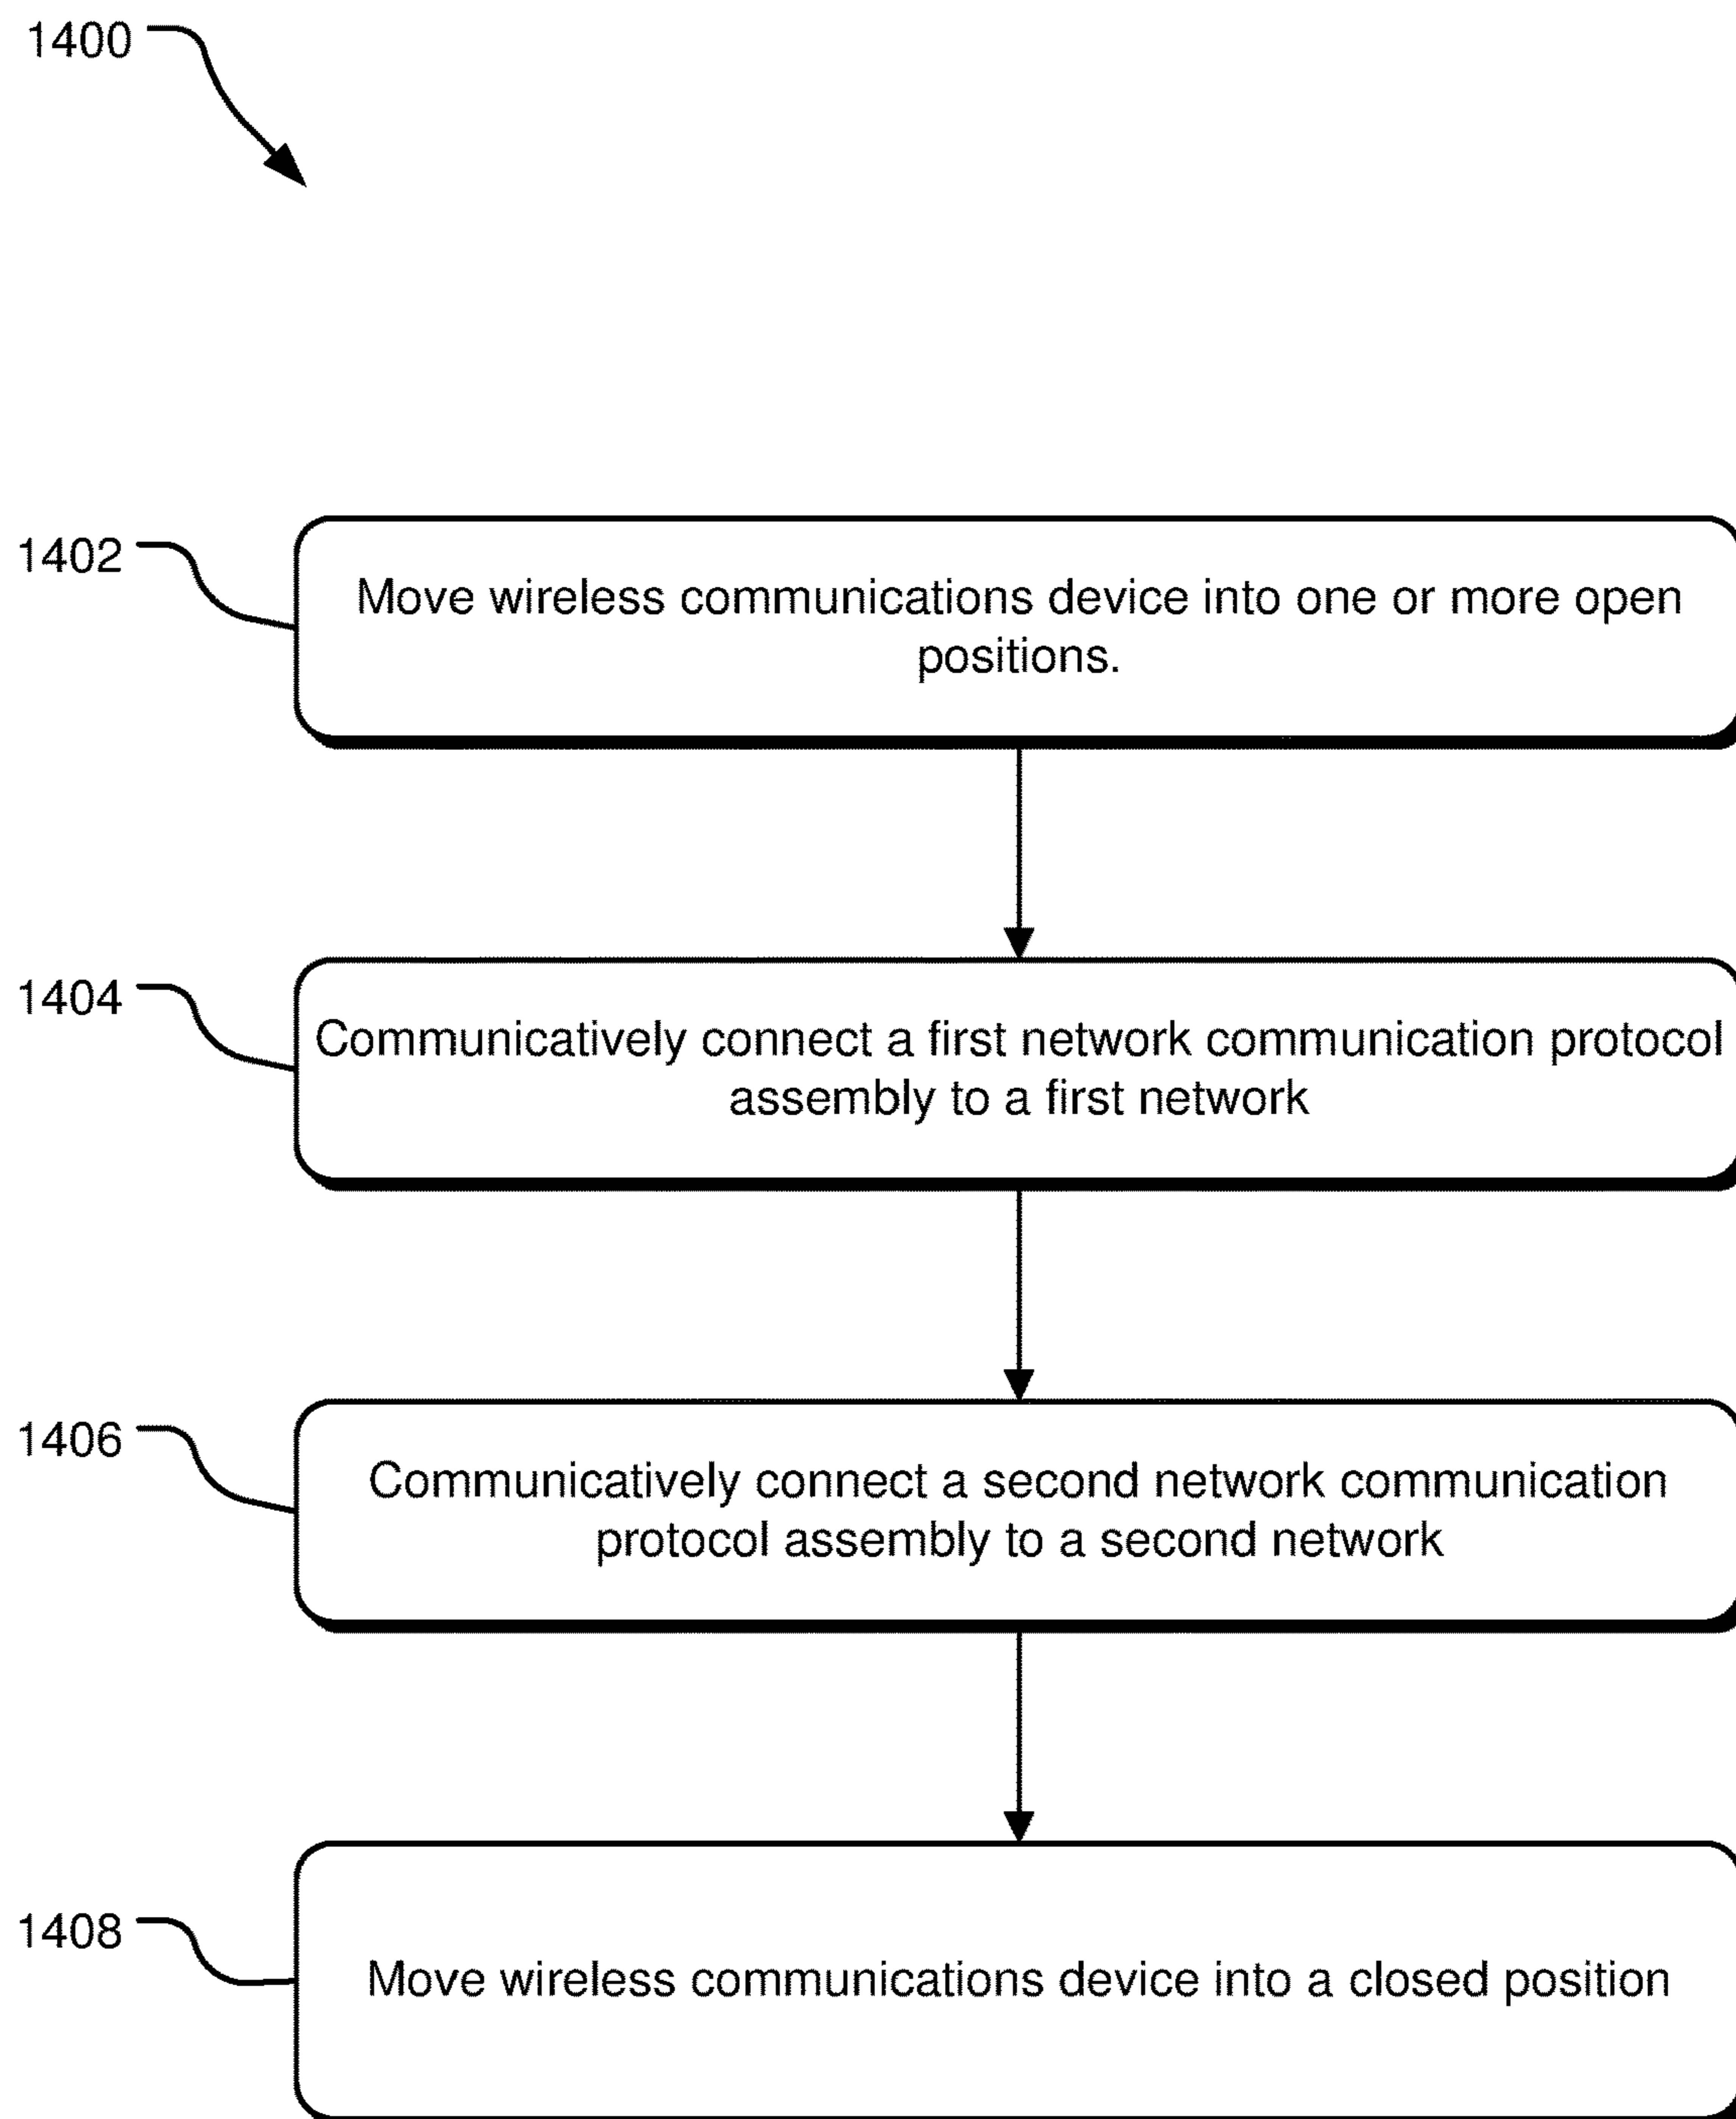 1400
1402
Move wireless communications device into one or more open
positions.
1404
Communicatively connect a first network communication protocol
assembly to a first network
1406
Communicatively connect a second network communication
protocol assembly to a second network
1408
Move wireless communications device into a closed position